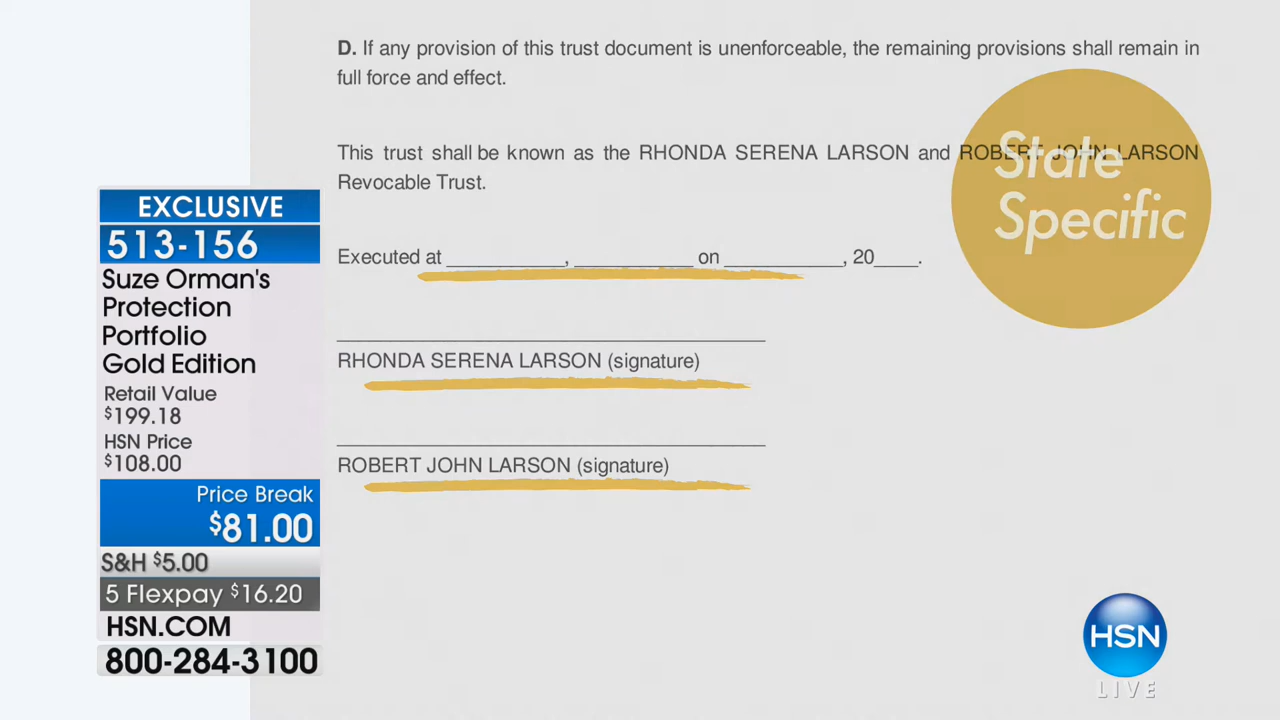 D. If any provision of this trust document is unenforceable, the remaining provisions shall remain in
full force and effect.
This trust shall be known as the RHONDA SERENA LARSON and ROBERT JOHN LARSON
Revocable Trust.
State
Specific
Executed at ___________, ___________ on ___________, 20____.
RHONDA SERENA LARSON (signature)
ROBERT JOHN LARSON (signature)
EXCLUSIVE
513-156
Suze Orman's
Protection
Portfolio
Gold Edition
Retail Value
$199.18
HSN Price
$108.00
Price Break
$81.00
S&H $5.00
5 Flexpay $16.20
HSN.COM
800-284-3100
HSN
LIVE